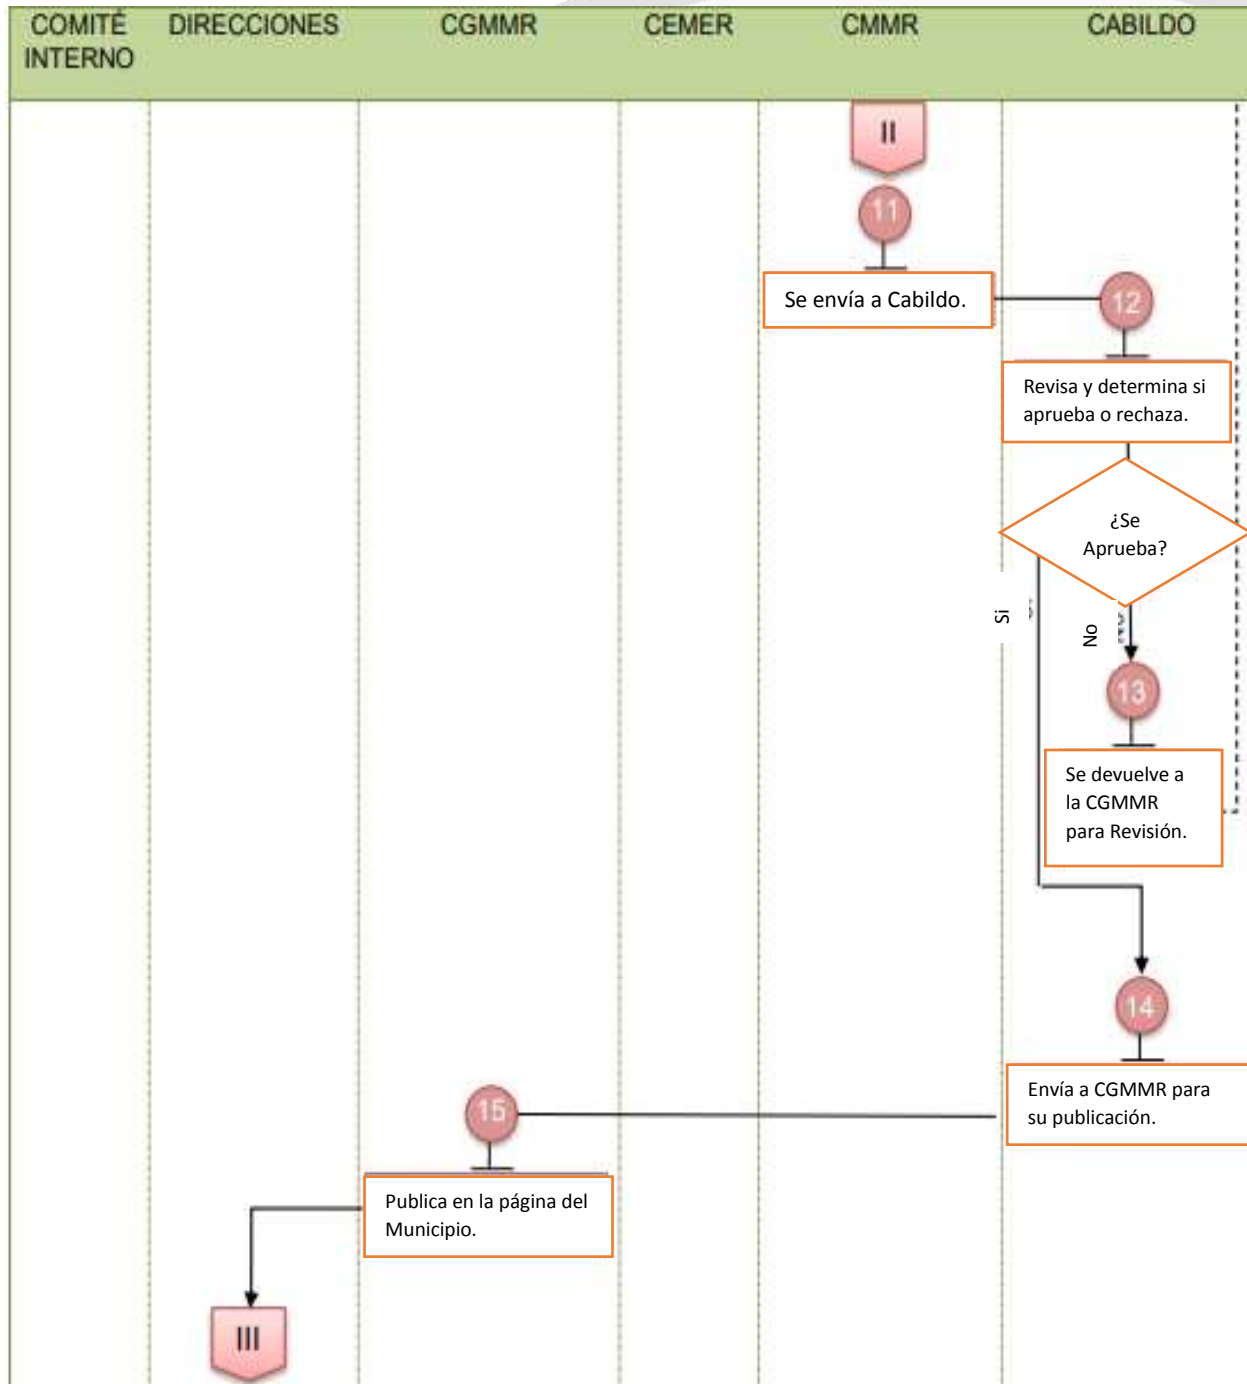 COMITÉ
INTERNO
DIRECCIONES
CGMMR
CEMER
CMMR
CABILDO
II
11
Se envía a Cabildo.
12
Revisa y determina si
aprueba o rechaza.
¿Se
Aprueba?
Si
No
13
Se devuelve a
la CGMMR
para Revisión.
14
Envía a CGMMR para
su publicación.
15
Publica en la página del
Municipio.
III